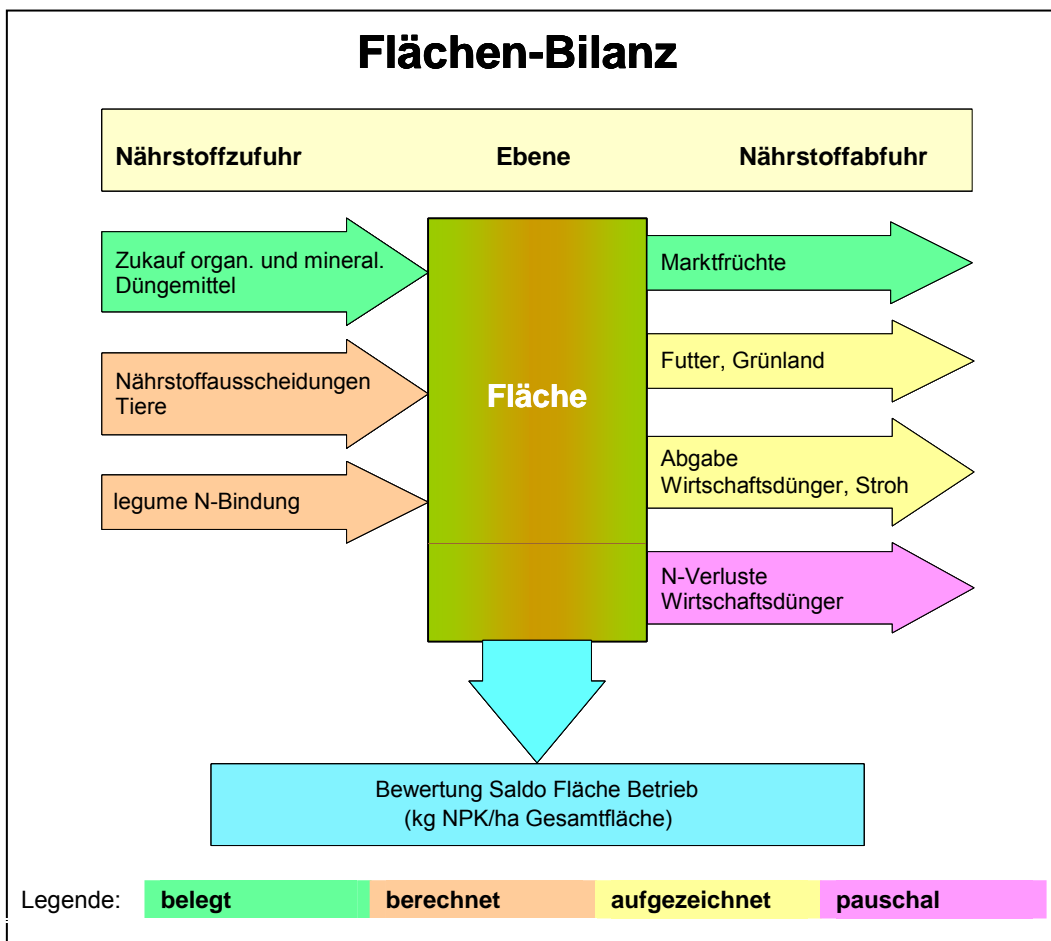 Flächen-Bilanz
Nährstoffzufuhr Ebene Nährstoffabfuhr
Zukauf organ. und mineral.
Düngemittel
Nährstoffausscheidungen
Tiere
legume N-Bindung
Fläche
Marktfrüchte
Futter, Grünland
Abgabe
Wirtschaftsdünger, Stroh
N-Verluste
Wirtschaftsdünger
Bewertung Saldo Fläche Betrieb
(kg NPK/ha Gesamtfläche)
Legende: belegt berechnet aufgezeichnet pauschal